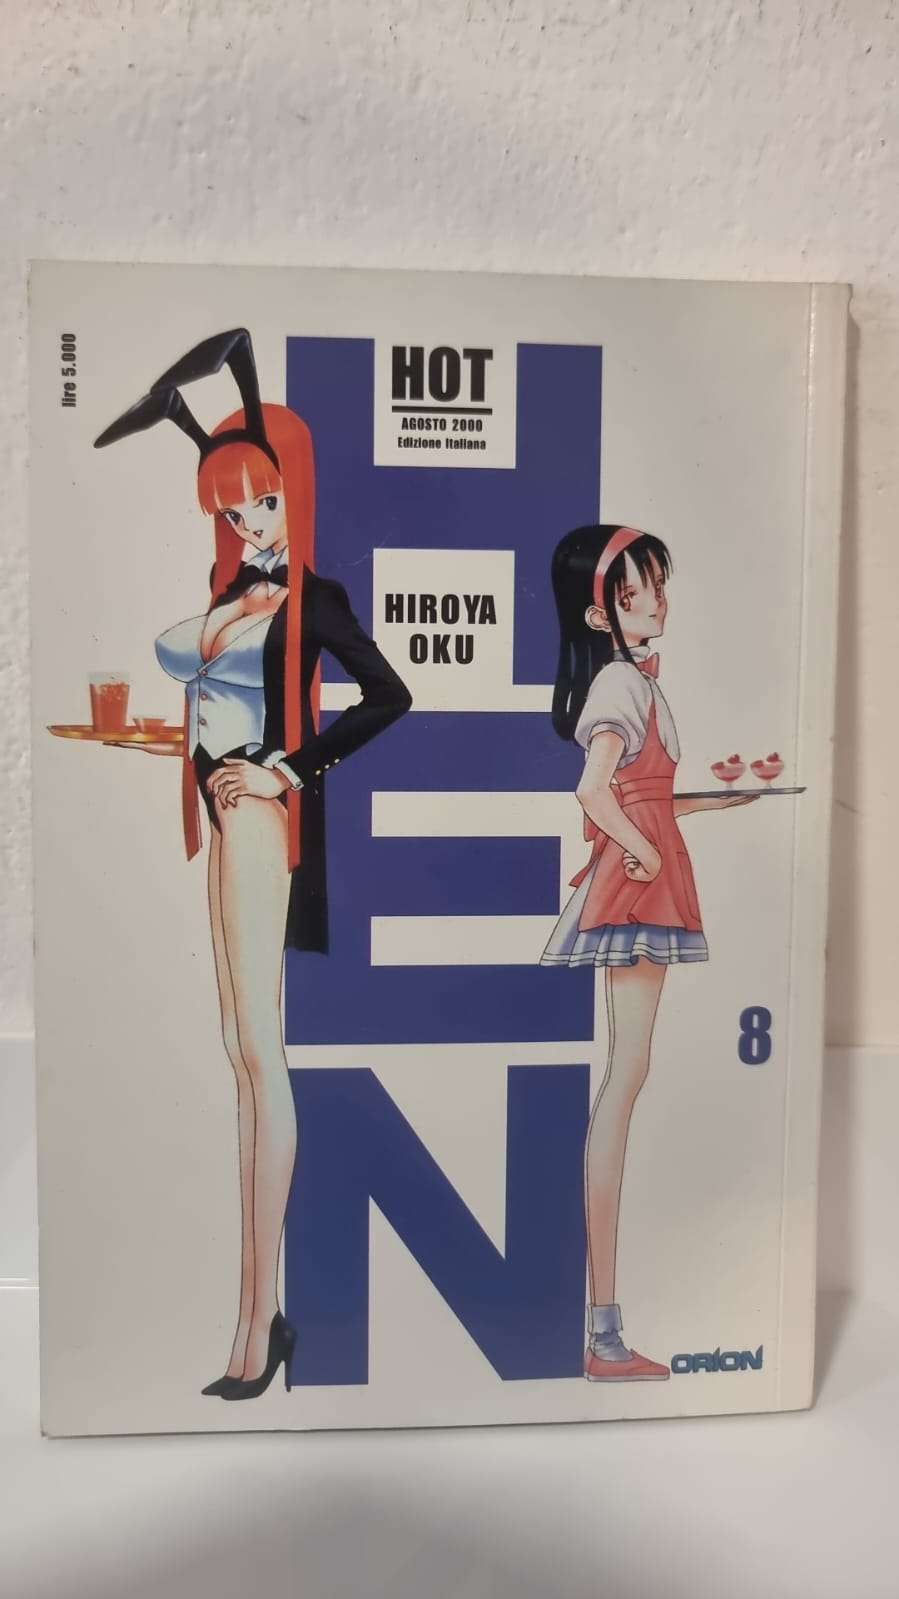 lire 5.000
HOT
AGOSTO 2000
Edizione Italiana
HIROYA
OKU
HEN
8
ORION